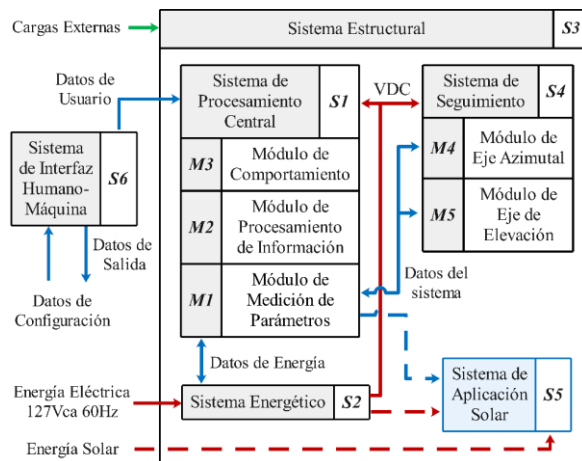 Cargas Externas
Sistema Estructural
S3
Datos de
Usuario
Sistema de
Procesamiento
Central
S1
VDC
Sistema de
Seguimiento
S4
Sistema
de Interfaz
Humano-
Máquina
S6
M3
Módulo de
Comportamiento
M4
Módulo de
Eje Azimutal
M2
Módulo de
Procesamiento
de Información
M5
Módulo de
Eje de
Elevación
Datos
de Salida
Datos de
Configuración
M1
Módulo de
Medición de
Parámetros
Datos del
sistema
Datos de Energía
Energía Eléctrica
127Vca 60Hz
Sistema Energético
S2
Sistema de
Aplicación
Solar
S5
Energía Solar